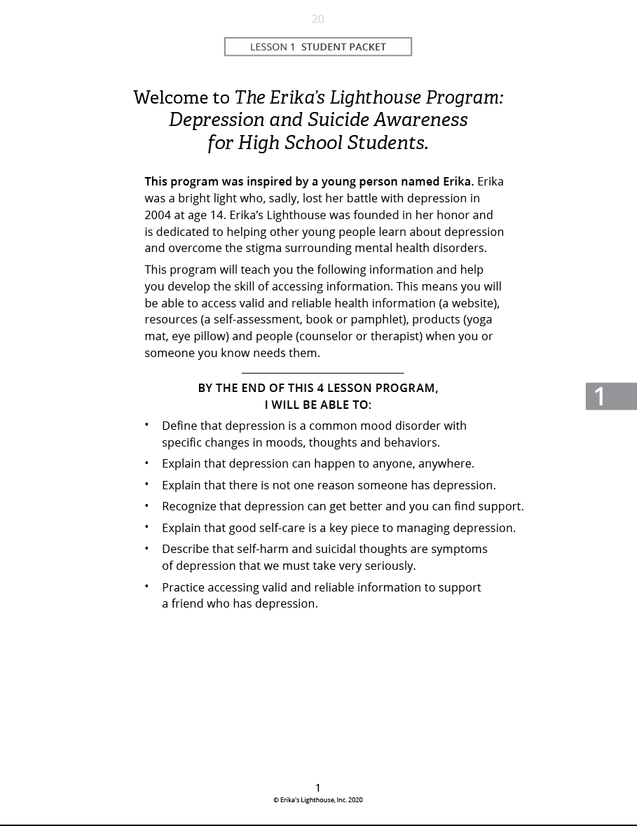 20
LESSON 1 STUDENT PACKET
Welcome to The Erika's Lighthouse Program:
Depression and Suicide Awareness
for High School Students.
This program was inspired by a young person named Erika. Erika
was a bright light who, sadly, lost her battle with depression in
2004 at age 14. Erika's Lighthouse was founded in her honor and
is dedicated to helping other young people learn about depression
and overcome the stigma surrounding mental health disorders.
This program will teach you the following information and help
you develop the skill of accessing information. This means you will
be able to access valid and reliable health information (a website),
resources (a self-assessment, book or pamphlet), products (yoga
mat, eye pillow) and people (counselor or therapist) when you or
someone you know needs them.
BY THE END OF THIS 4 LESSON PROGRAM,
I WILL BE ABLE TO:
1
• Define that depression is a common mood disorder with
specific changes in moods, thoughts and behaviors.
• Explain that depression can happen to anyone, anywhere.
• Explain that there is not one reason someone has depression.
• Recognize that depression can get better and you can find support.
• Explain that good self-care is a key piece to managing depression.
• Describe that self-harm and suicidal thoughts are symptoms
of depression that we must take very seriously.
• Practice accessing valid and reliable information to support
a friend who has depression.
1
© Erika's Lighthouse, Inc. 2020